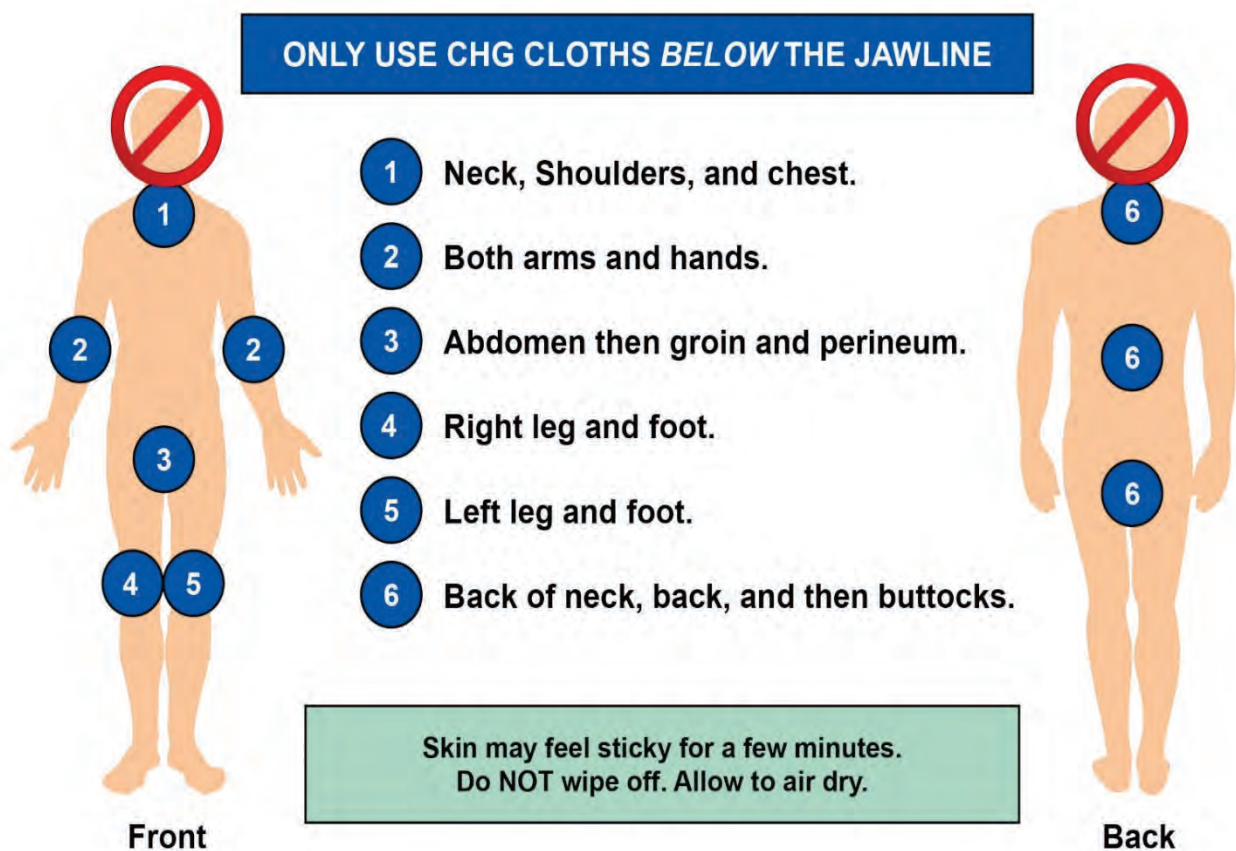 ONLY USE CHG CLOTHS BELOW THE JAWLINE
1 Neck, Shoulders, and chest.
2 Both arms and hands.
3 Abdomen then groin and perineum.
4 Right leg and foot.
5 Left leg and foot.
6 Back of neck, back, and then buttocks.
1
2 2
3
4 5
6
6
6
Skin may feel sticky for a few minutes.
Do NOT wipe off. Allow to air dry.
Front
Back